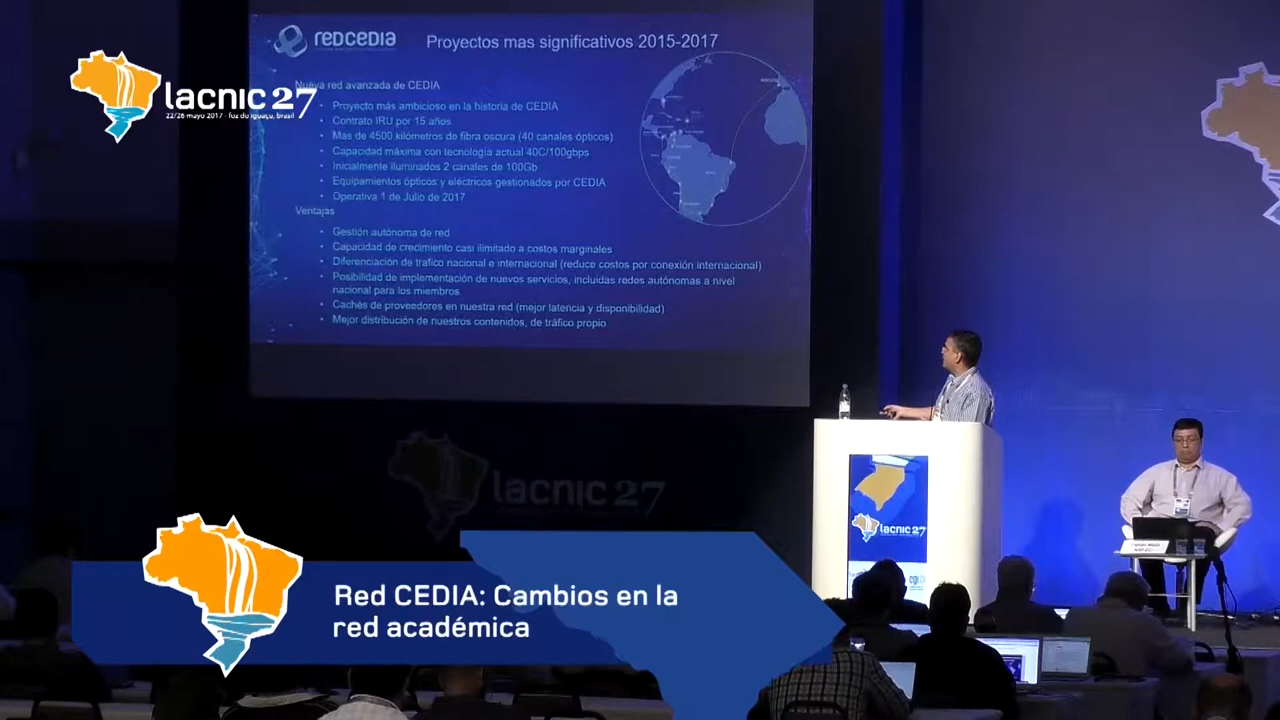 redcedia
Proyectos mas significativos 2015-2017
Nueva red avanzada de CEDIA
• Proyecto más ambicioso en la historia de CEDIA
• Contrato IRU por 15 años
• Mas de 4500 kilómetros de fibra oscura (40 canales ópticos)
• Capacidad máxima con tecnología actual 40C/100gbps
• Inicialmente iluminados 2 canales de 100Gb
• Equipamientos ópticos y eléctricos gestionados por CEDIA
• Operativa 1 de Julio de 2017
Ventajas
• Gestión autónoma de red
• Capacidad de crecimiento casi ilimitado a costos marginales
• Diferenciación de trafico nacional e internacional (reduce costos por conexión internacional)
• Posibilidad de implementación de nuevos servicios, incluidas redes autónomas a nivel
nacional para los miembros.
• Cachés de proveedores en nuestra red (mejor latencia y disponibilidad)
• Mejor distribución de nuestros contenidos, de tráfico propio
lacnic 27
22/26 mayo 2017 - foz do iguaçu, brasil
lacnic 27
lacnic 27
Red CEDIA: Cambios en la
red académica